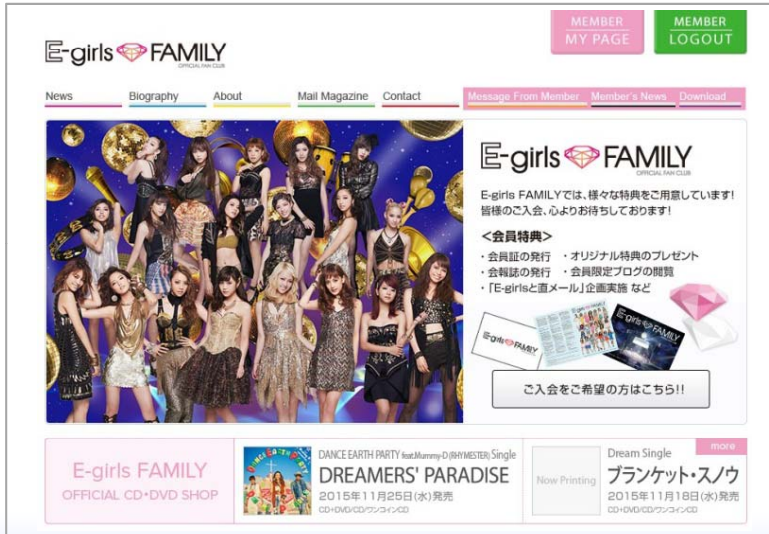 MEMBER
MY PAGE
MEMBER
LOGOUT
E-girls FAMILY
OFFICIAL FAN CLUB
News
Biography
About
Mail Magazine
Contact
Message From Member
Member's News
Download
E-girls FAMILY
OFFICIAL FAN CLUB
E-girls FAMILYでは、様々な特典をご用意しています!
皆様のご入会、心よりお待ちしております!
<会員特典>
・会員証の発行 ・オリジナル特典のプレゼント
・会報誌の発行 ・会員限定ブログの閲覧
・「E-girlsと直メール」企画実施 など
E-girls FAMILY
E-girls FAMILY
ご入会をご希望の方はこちら!!
E-girls FAMILY
OFFICIAL CD・DVD SHOP
DANCE EARTH PARTY
DANCE EARTH PARTY feat.Mummy-D (RHYMESTER) Single
DREAMERS' PARADISE
2015年11月25日(水)発売
CD+DVD/CD/ワンコインCD
more
Now Printing
Dream Single
ブランケット・スノウ
2015年11月18日(水)発売
CD+DVD/CD/ワンコインCD